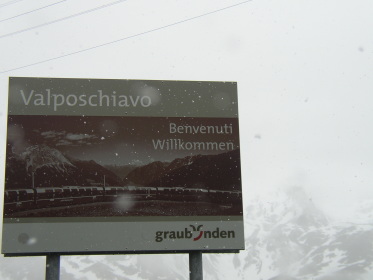 Valposchiavo
Benvenuti
Willkommen
graubünden